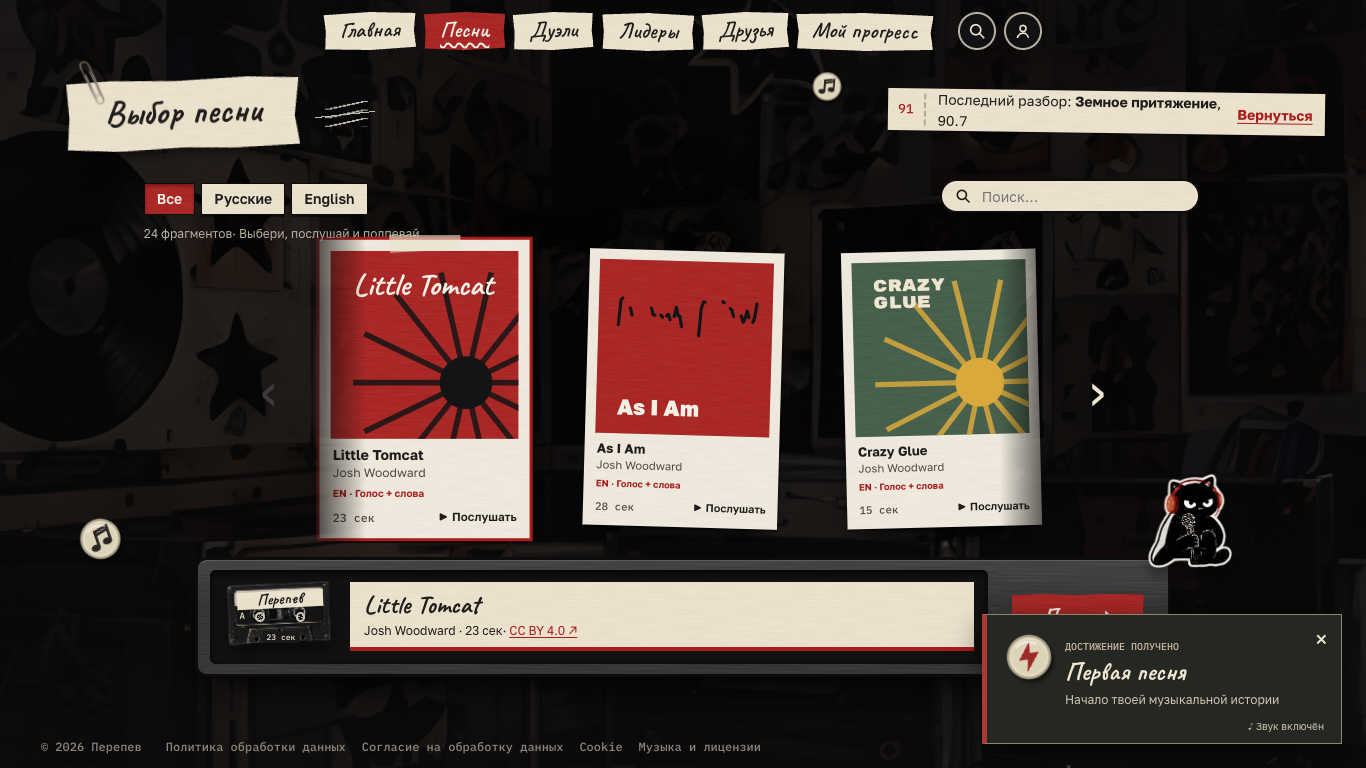 Главная Песни Дуэли Лидеры Друзья Мой прогресс
Выбор песни
91 Последний разбор: Земное притяжение, 90.7 Вернуться
Все Русские English
Поиск...
24 фрагментов· Выбери, послушай и подпевай
Little Tomcat
Little Tomcat
Josh Woodward
EN · Голос + слова
23 сек ▶ Послушать
As I Am
As I Am
Josh Woodward
EN · Голос + слова
28 сек ▶ Послушать
CRAZY
GLUE
Crazy Glue
Josh Woodward
EN · Голос + слова
15 сек ▶ Послушать
Перепев
A
23 сек
Little Tomcat
Josh Woodward · 23 сек· CC BY 4.0 ↗
ДОСТИЖЕНИЕ ПОЛУЧЕНО
Первая песня
Начало твоей музыкальной истории
♪ Звук включён
© 2026 Перепев Политика обработки данных Согласие на обработку данных Cookie Музыка и лицензии